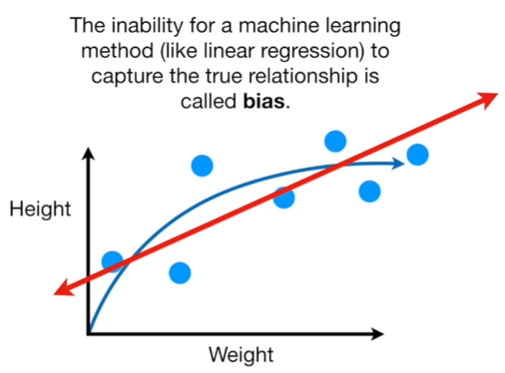 The inability for a machine learning
method (like linear regression) to
capture the true relationship is
called bias.
Height
Weight